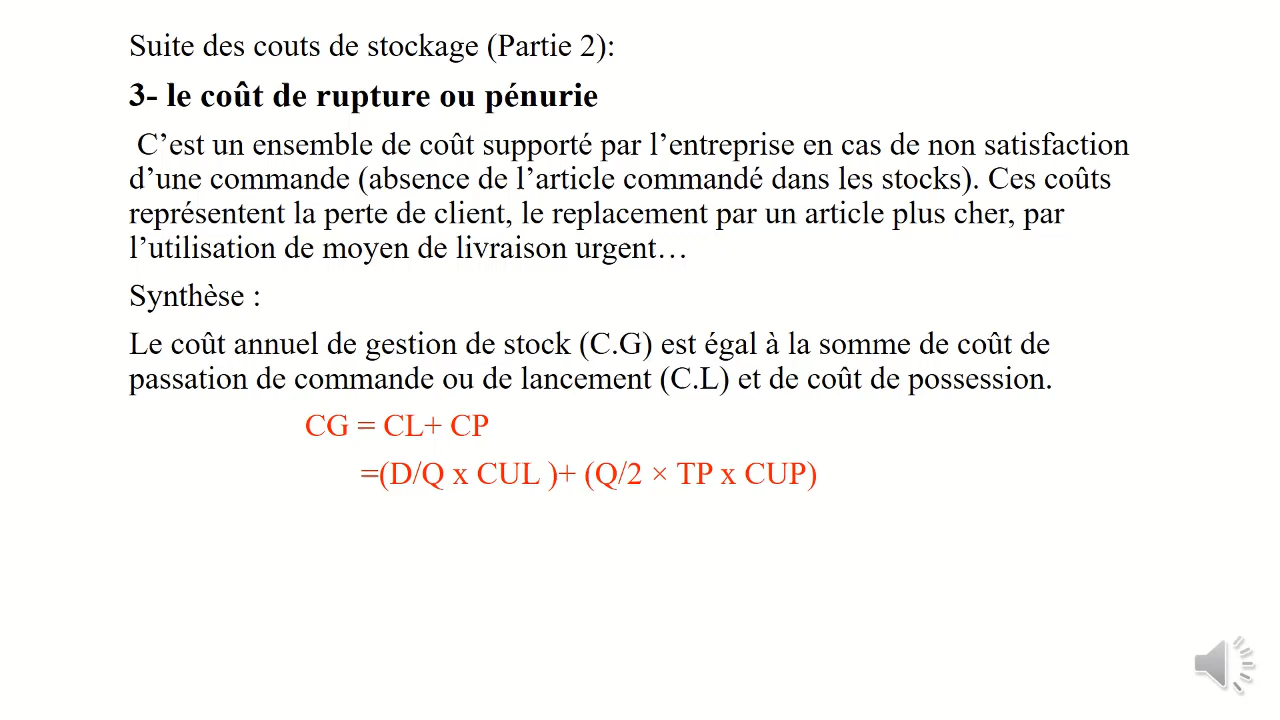 Suite des couts de stockage (Partie 2):
3- le coût de rupture ou pénurie
C’est un ensemble de coût supporté par l’entreprise en cas de non satisfaction
d’une commande (absence de l’article commandé dans les stocks). Ces coûts
représentent la perte de client, le replacement par un article plus cher, par
l’utilisation de moyen de livraison urgent…
Synthèse :
Le coût annuel de gestion de stock (C.G) est égal à la somme de coût de
passation de commande ou de lancement (C.L) et de coût de possession.
CG = CL+ CP
=(D/Q x CUL )+ (Q/2 × TP x CUP)